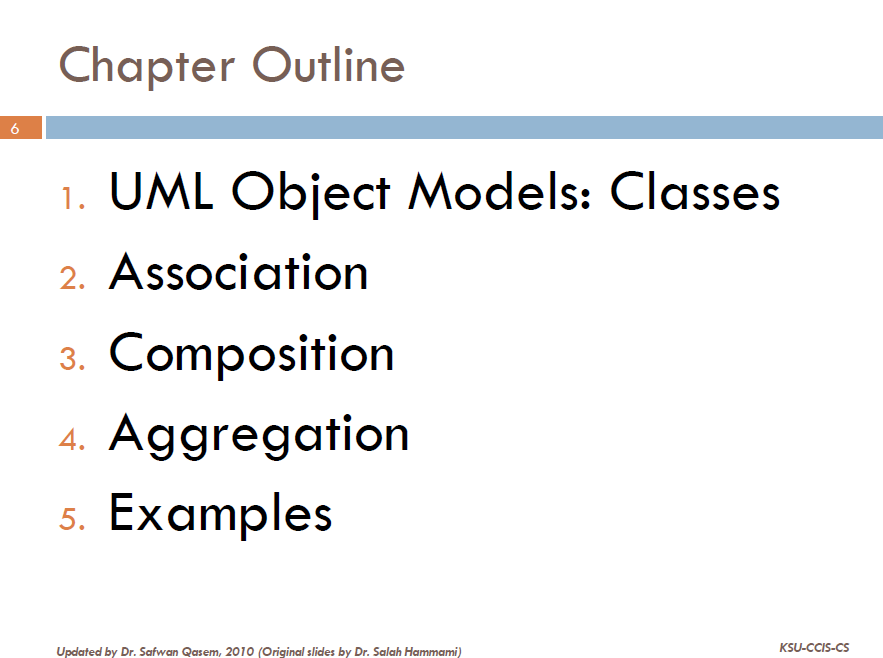 Chapter Outline
6
1. UML Object Models: Classes
2. Association
3. Composition
4. Aggregation
5. Examples
Updated by Dr. Safwan Qasem, 2010 (Original slides by Dr. Salah Hammami)
KSU-CCIS-CS